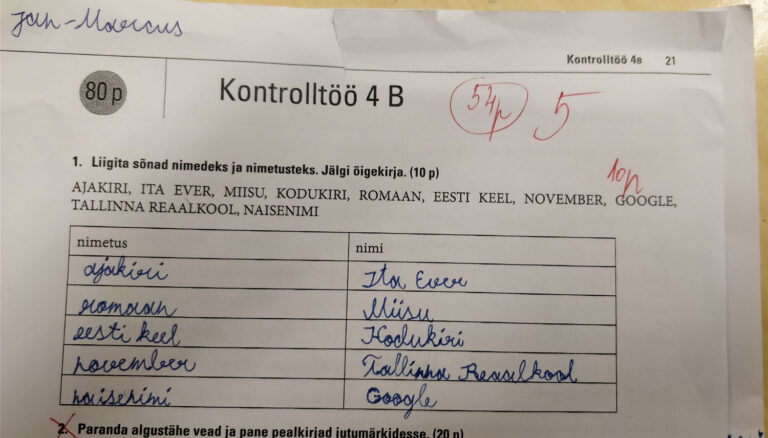 Jan-Marcus
Kontrolltöö 4B 21
80 p
Kontrolltöö 4 B
54p 5
1. Liigita sõnad nimedeks ja nimetusteks. Jälgi õigekirja. (10 p)
10p
AJAKIRI, ITA EVER, MIISU, KODUKIRI, ROMAAN, EESTI KEEL, NOVEMBER, GOOGLE,
TALLINNA REAALKOOL, NAISENIMI
nimetus nimi
ajakiri Ita Ever
romaan Miisu
eesti keel Kodukiri
november Tallinna Reaalkool
naisenimi Google
2. Paranda algustähe vead ja pane pealkirjad jutumärkidesse. (20 p)